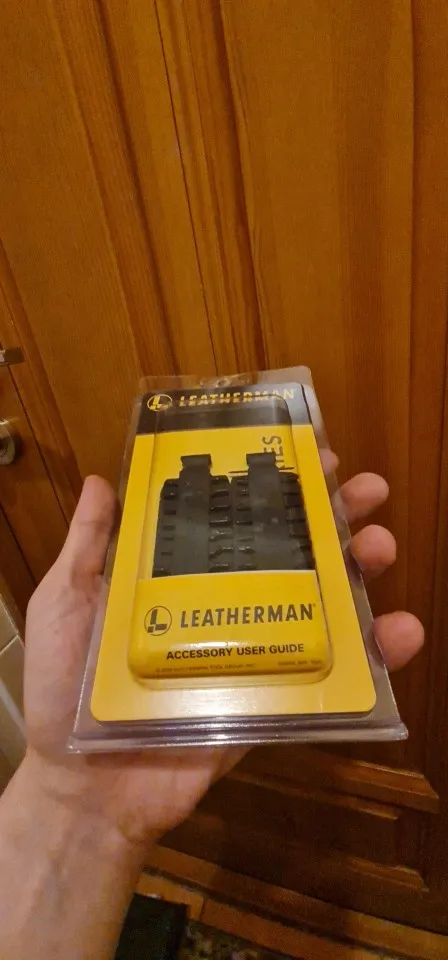 LEATHERMAN
LEATHERMAN®
ACCESSORY USER GUIDE